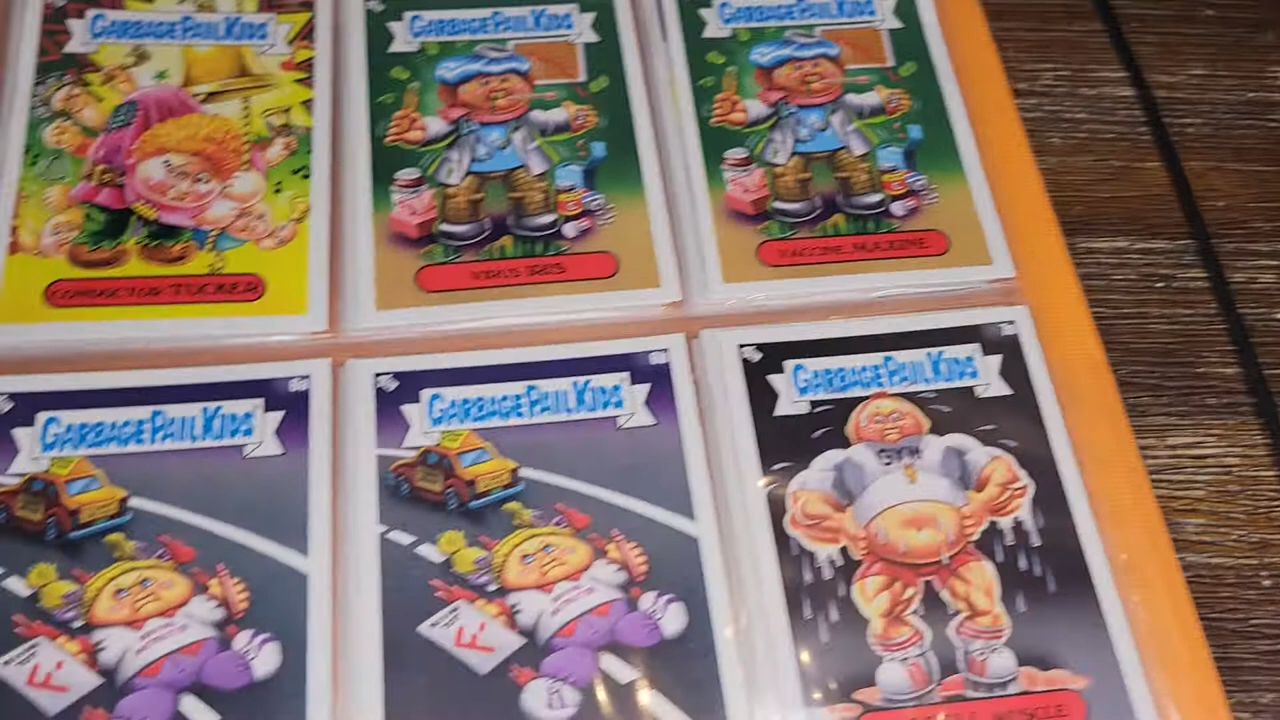 GARBAGE PAIL KIDS
GARBAGE PAIL KIDS
GARBAGE PAIL KIDS
CONDUCTOR TUCKER
VIRUS IRIS
VACCINE MAXINE
GARBAGE PAIL KIDS
GARBAGE PAIL KIDS
GARBAGE PAIL KIDS
GYM
F-
F-